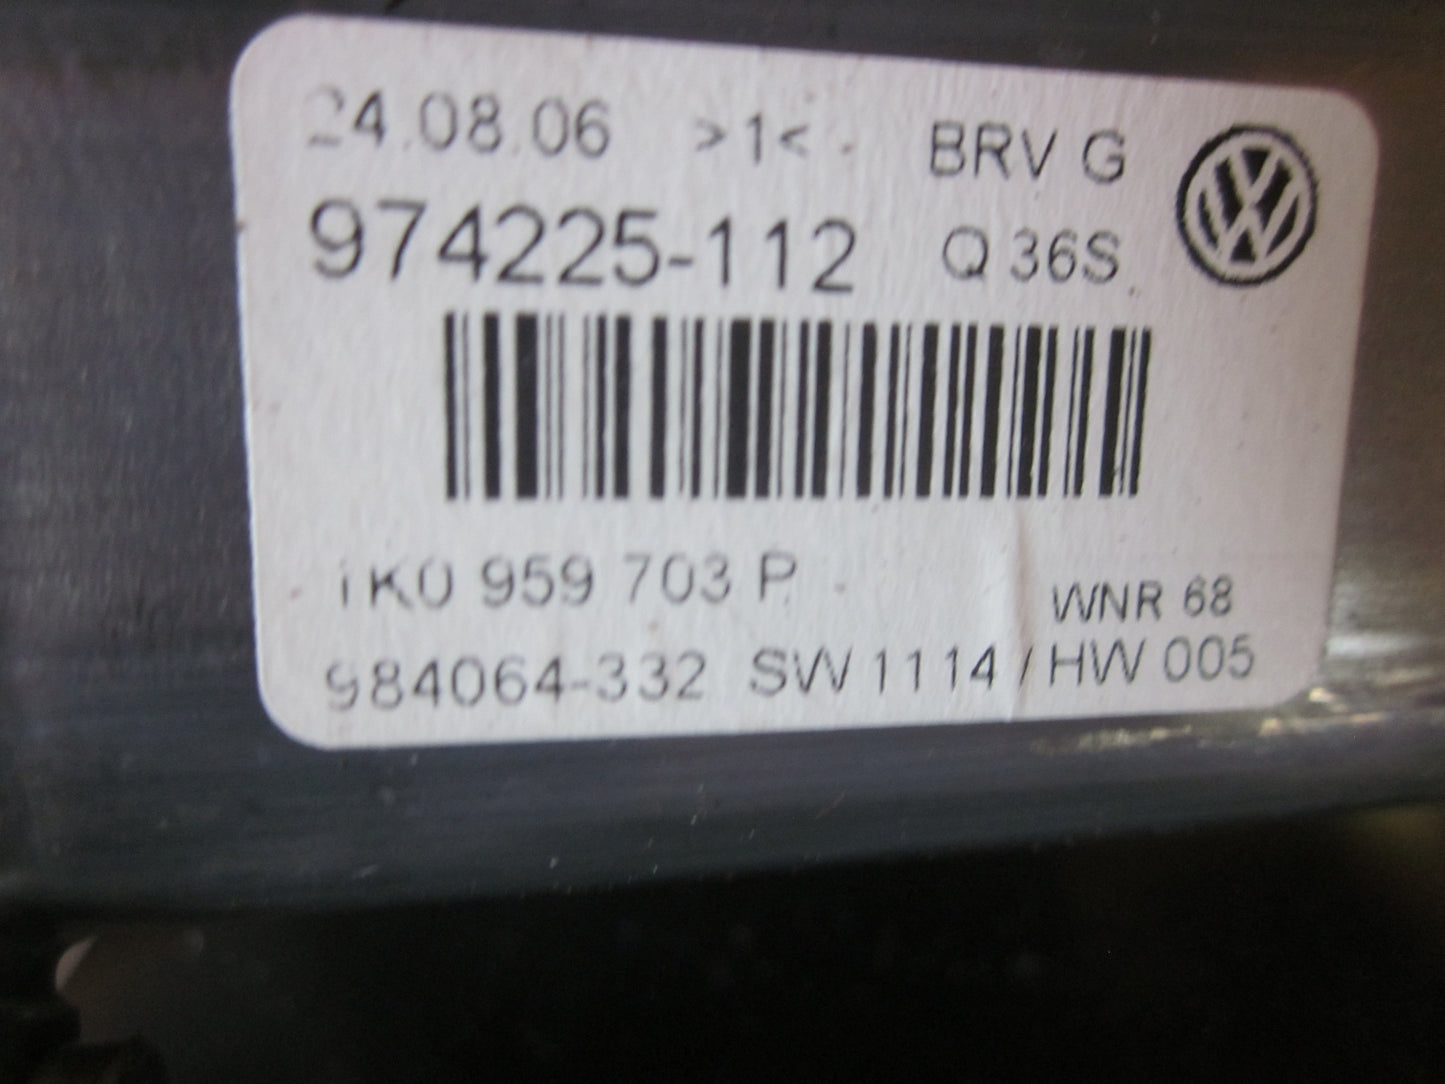 24.08.06 >1< BRV G
974225-112 Q 36S
1K0 959 703 P
WNR 68
984064-332 SW 1114 / HW 005